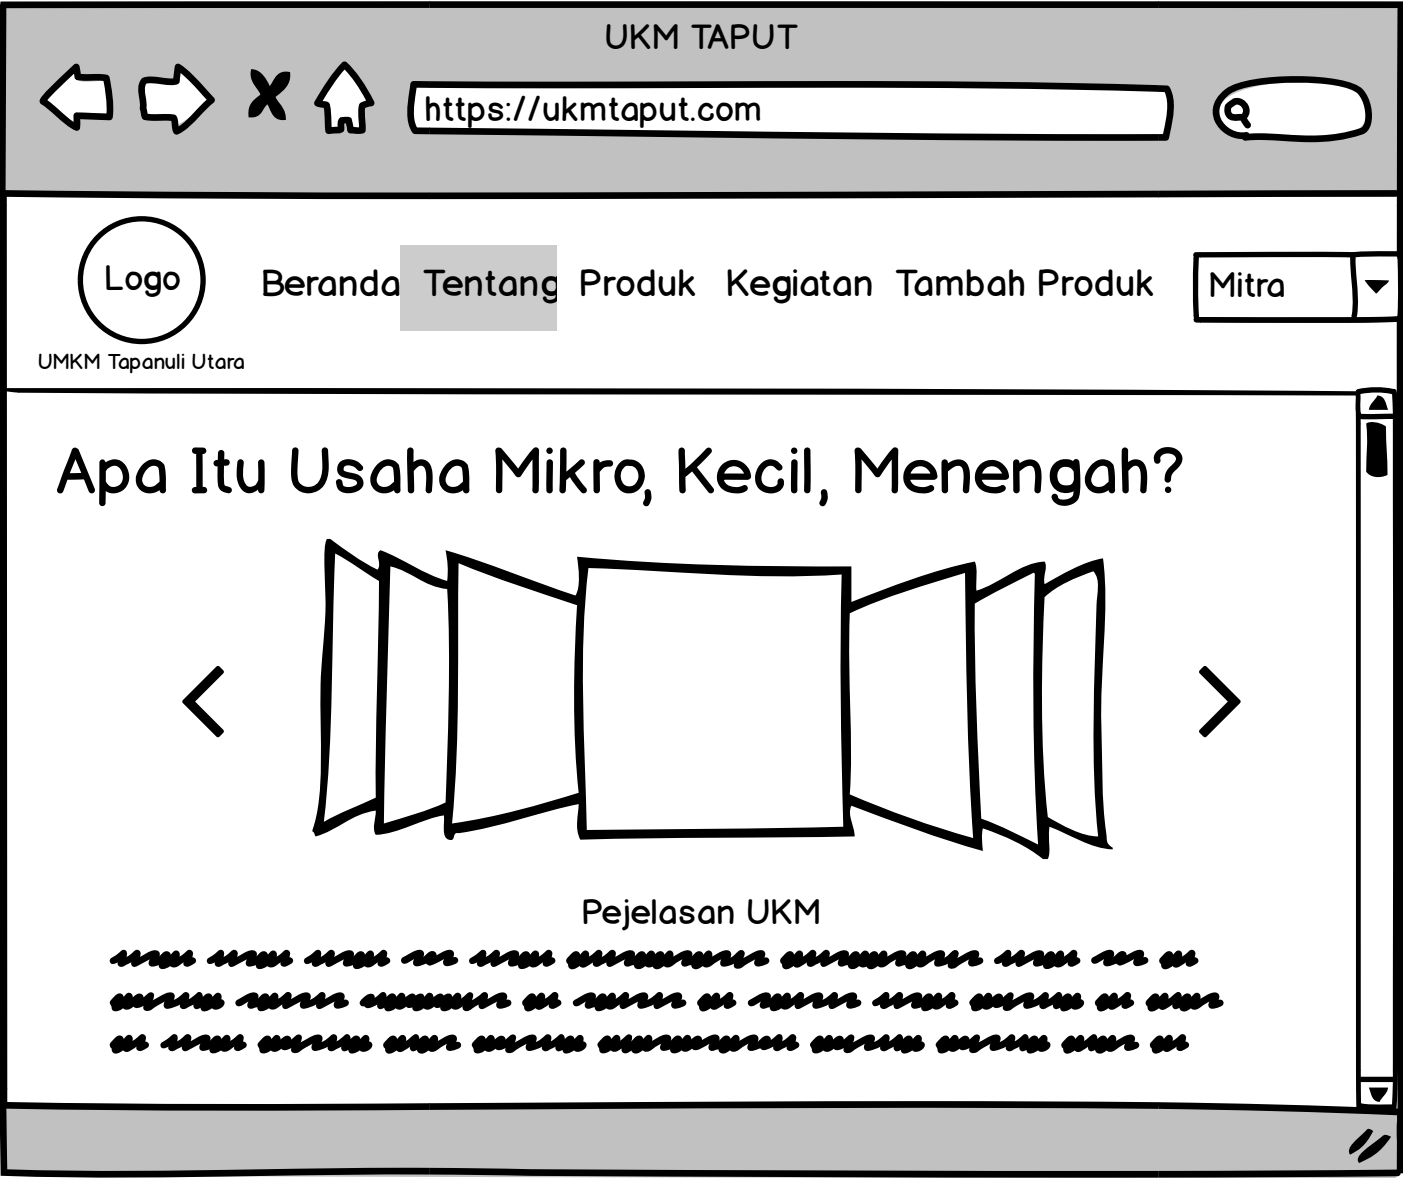 UKM TAPUT
https://ukmtaput.com
Logo
UMKM Tapanuli Utara
Beranda Tentang Produk Kegiatan Tambah Produk Mitra
Apa Itu Usaha Mikro, Kecil, Menengah?
Pejelasan UKM